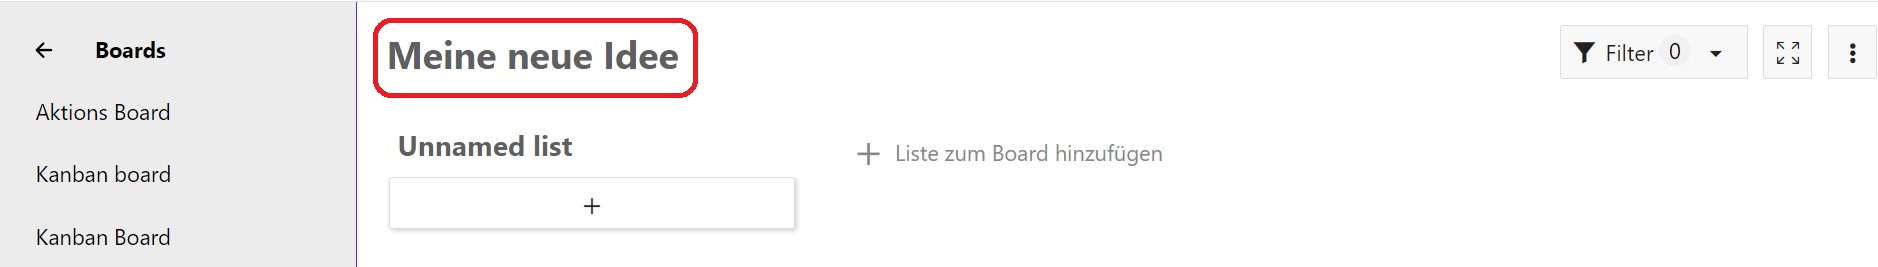 Boards
Aktions Board
Kanban board
Kanban Board
Meine neue Idee
Filter 0
Unnamed list
+
+ Liste zum Board hinzufügen